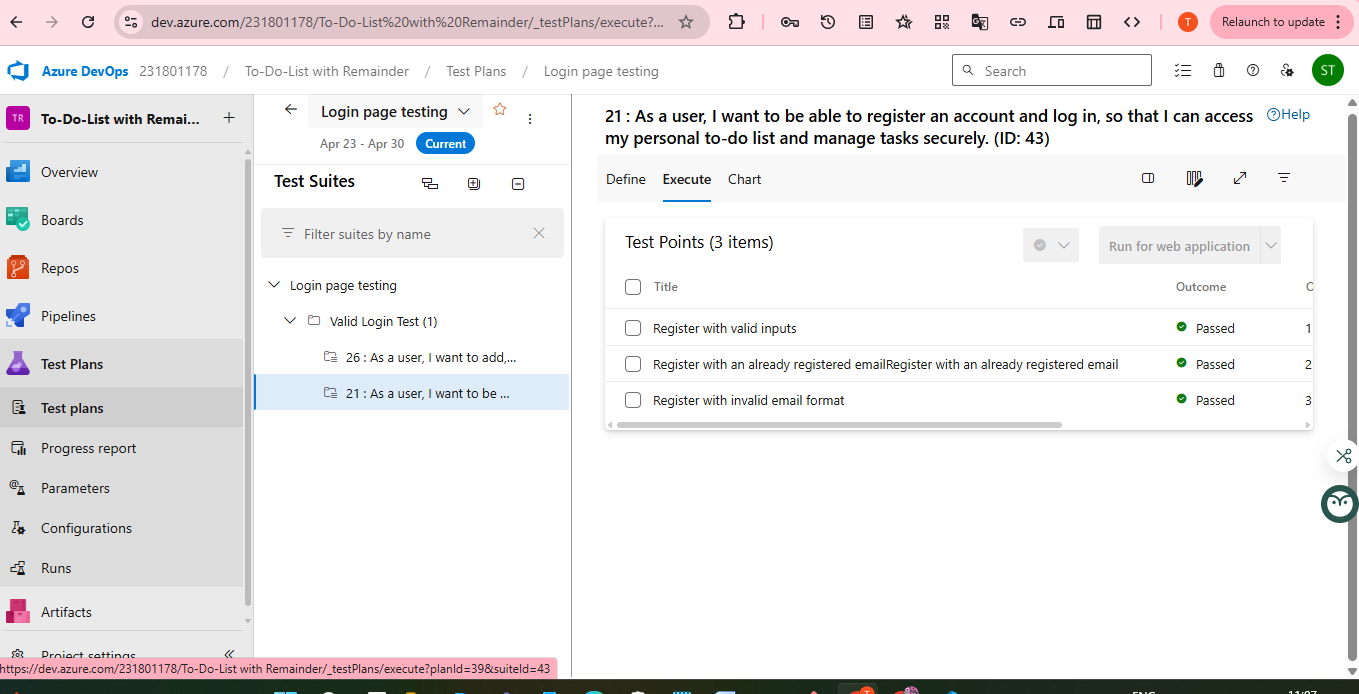 dev.azure.com/231801178/To-Do-List%20with%20Remainder/_testPlans/execute?...
T
Relaunch to update
Azure DevOps 231801178 / To-Do-List with Remainder / Test Plans / Login page testing
Search
ST
TR To-Do-List with Remai...
Overview
Boards
Repos
Pipelines
Test Plans
Test plans
Progress report
Parameters
Configurations
Runs
Artifacts
Project settings
https://dev.azure.com/231801178/To-Do-List with Remainder/_testPlans/execute?planId=39&suiteId=43
Login page testing
Apr 23 - Apr 30 Current
Test Suites
Filter suites by name
Login page testing
Valid Login Test (1)
26 : As a user, I want to add,...
21 : As a user, I want to be ...
21 : As a user, I want to be able to register an account and log in, so that I can access
my personal to-do list and manage tasks securely. (ID: 43)
Help
Define Execute Chart
Test Points (3 items)
Run for web application
Title Outcome
Register with valid inputs Passed 1
Register with an already registered emailRegister with an already registered email Passed 2
Register with invalid email format Passed 3